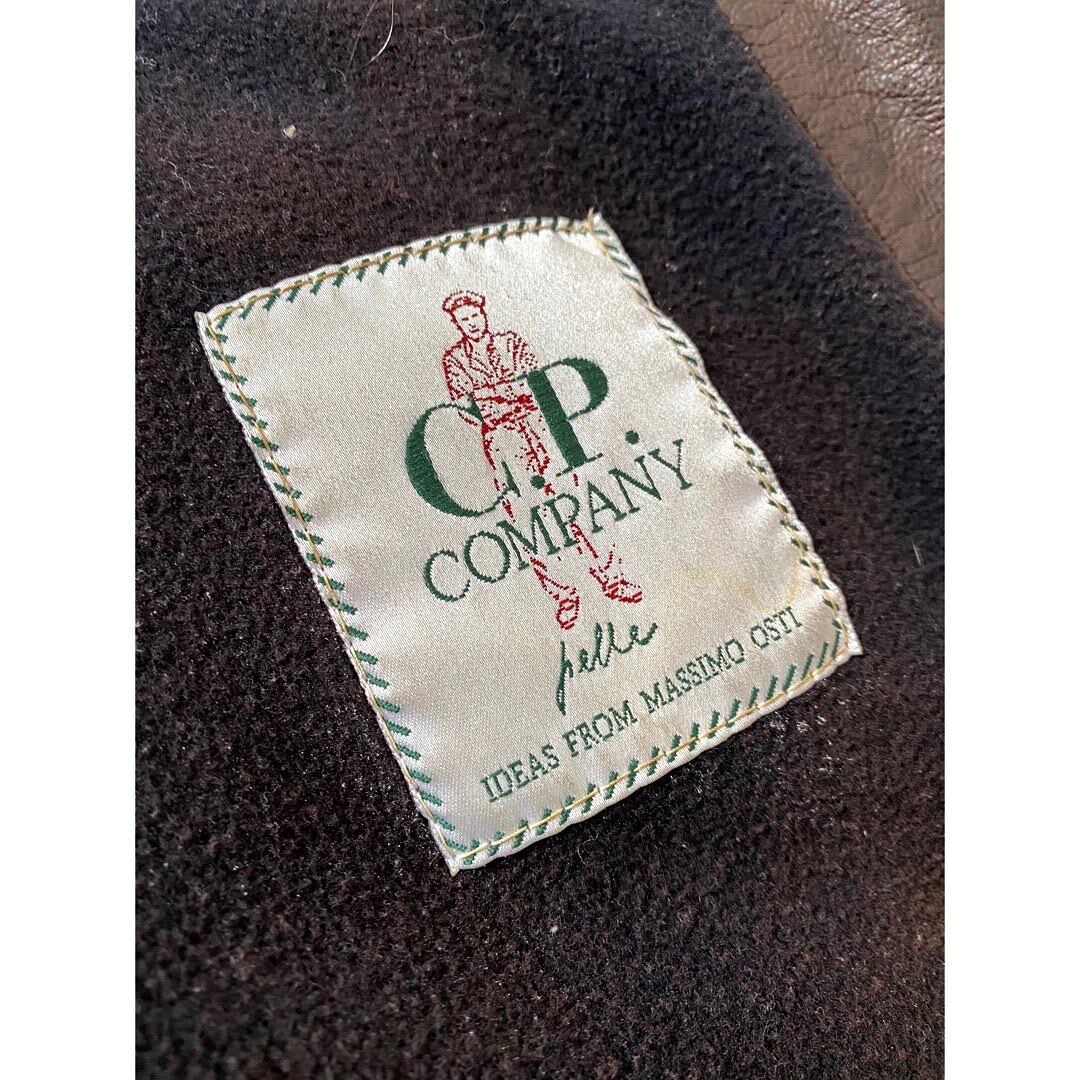 C.P.
COMPANY
pelle
IDEAS FROM MASSIMO OSTI